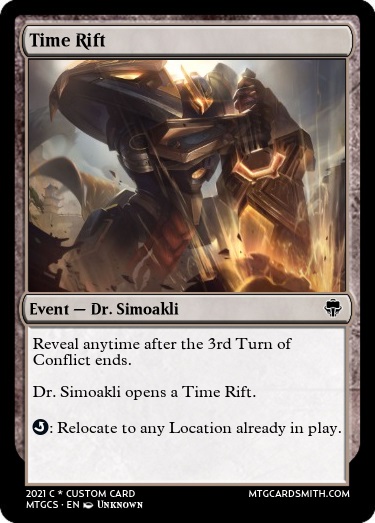 Time Rift
Event — Dr. Simoakli
Reveal anytime after the 3rd Turn of
Conflict ends.
Dr. Simoakli opens a Time Rift.
: Relocate to any Location already in play.
2021 C * CUSTOM CARD
MTGCARDSMITH.COM
MTGCS · EN Unknown